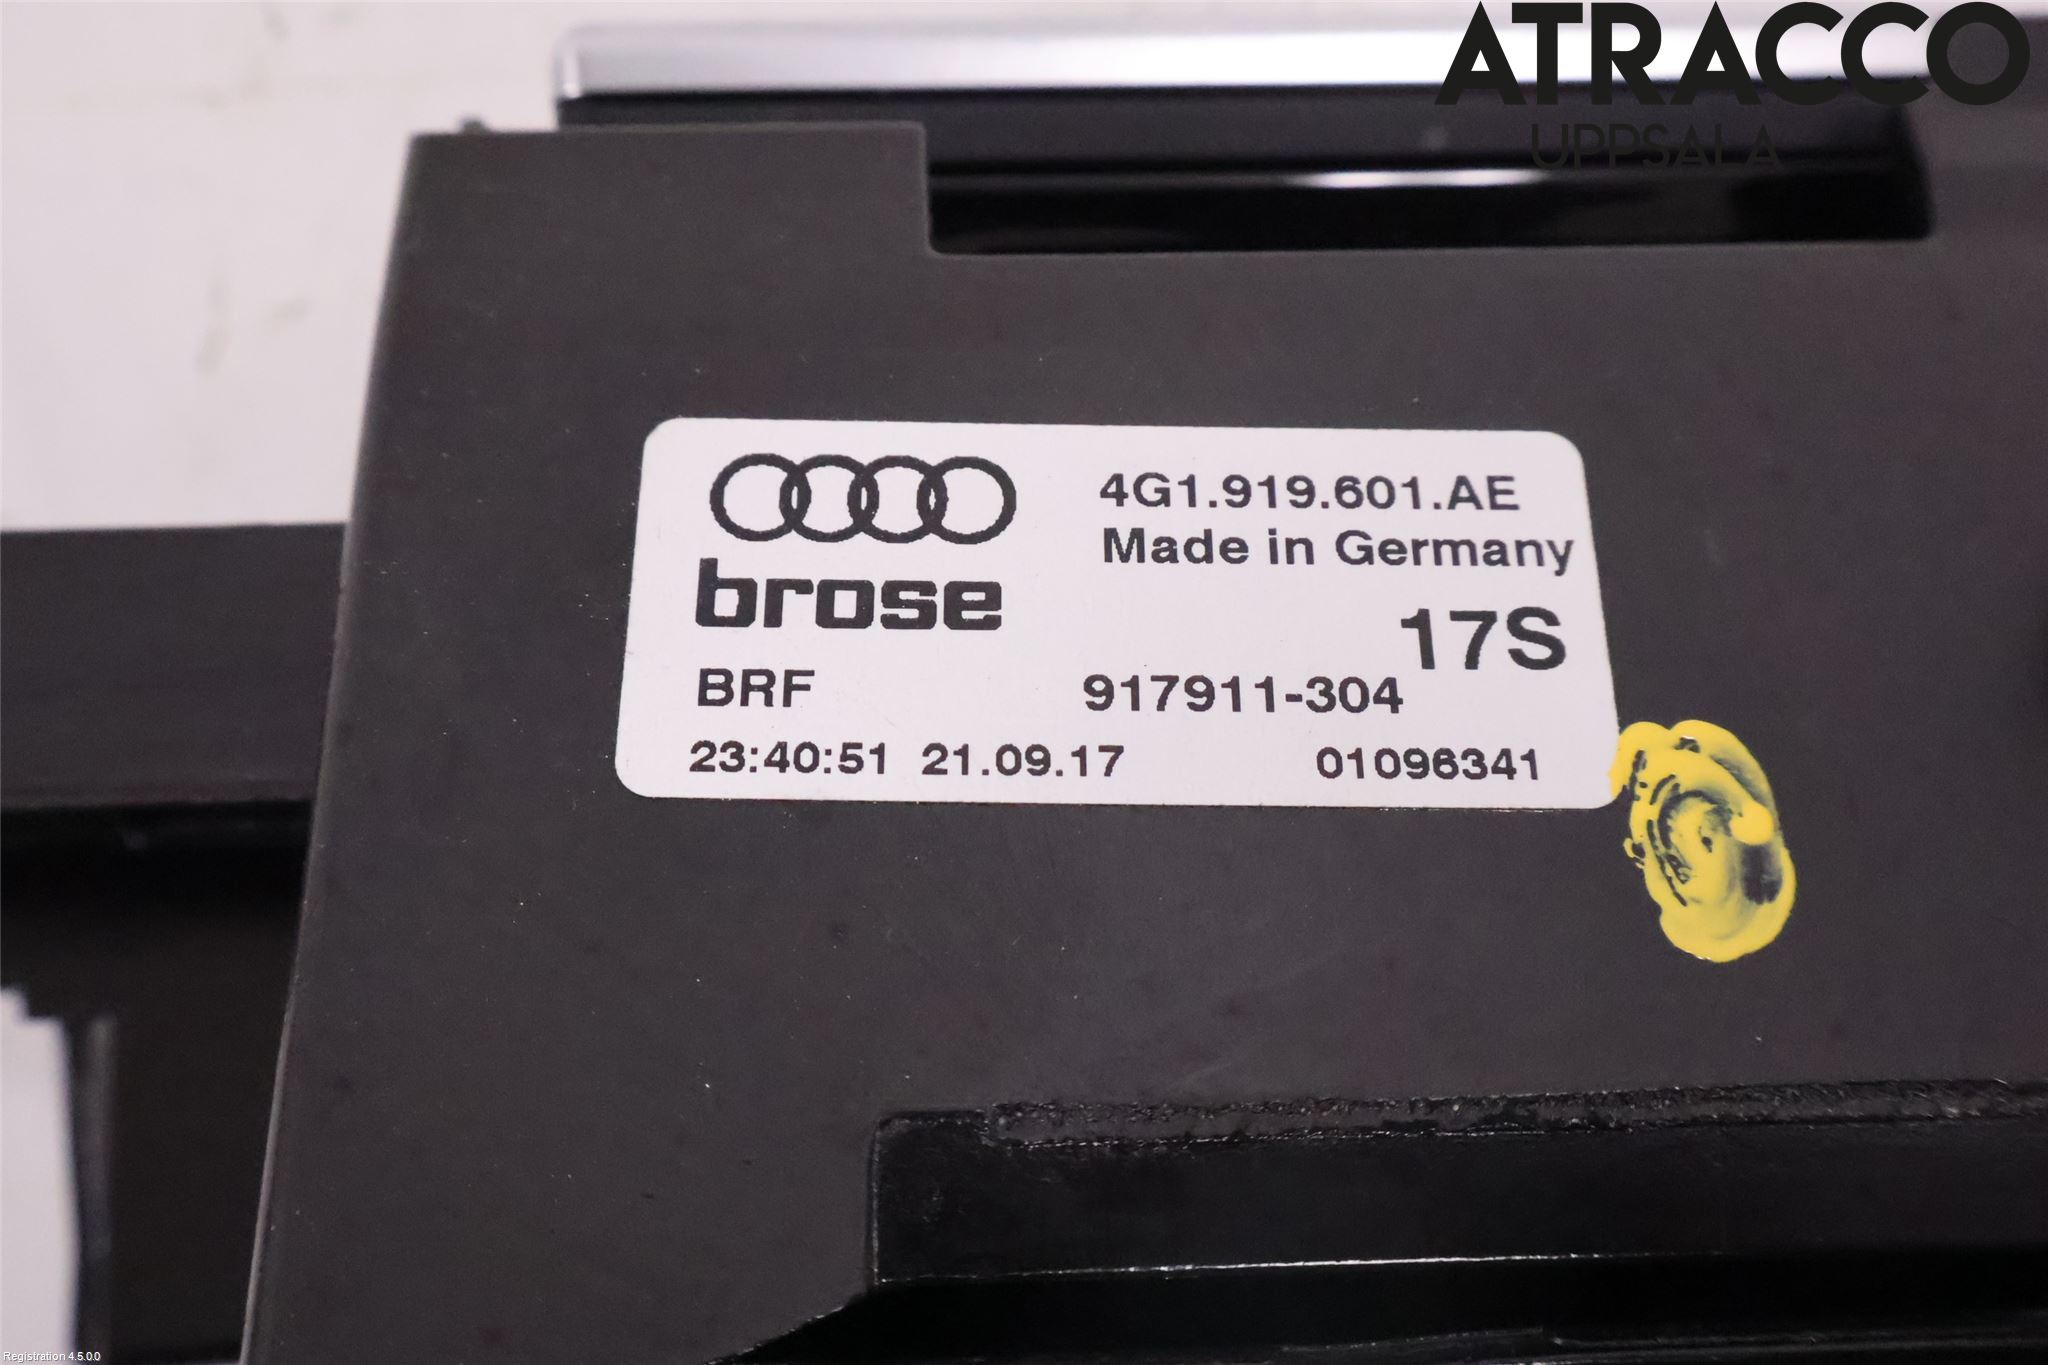 ATRACCO
UPPSALA
4G1.919.601.AE
Made in Germany
brose
17S
BRF 917911-304
23:40:51 21.09.17 01096341
Registration 4.5.0.0